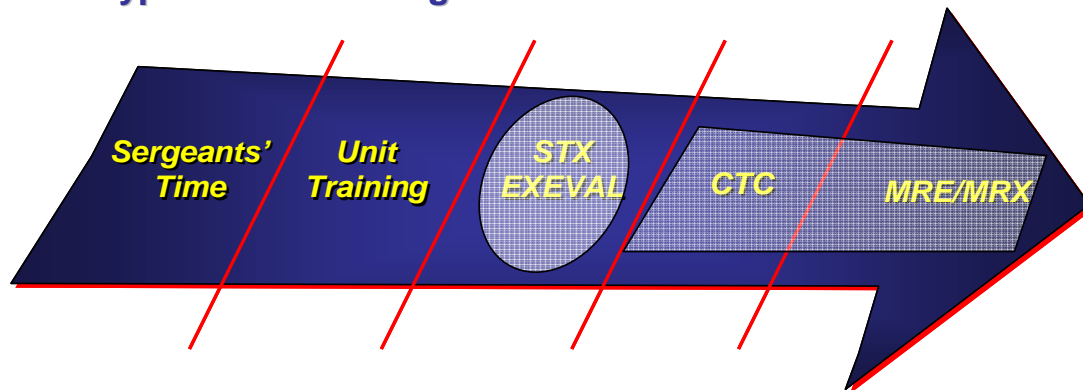 Sergeants’
Time
Unit
Training
STX
EXEVAL
CTC
MRE/MRX